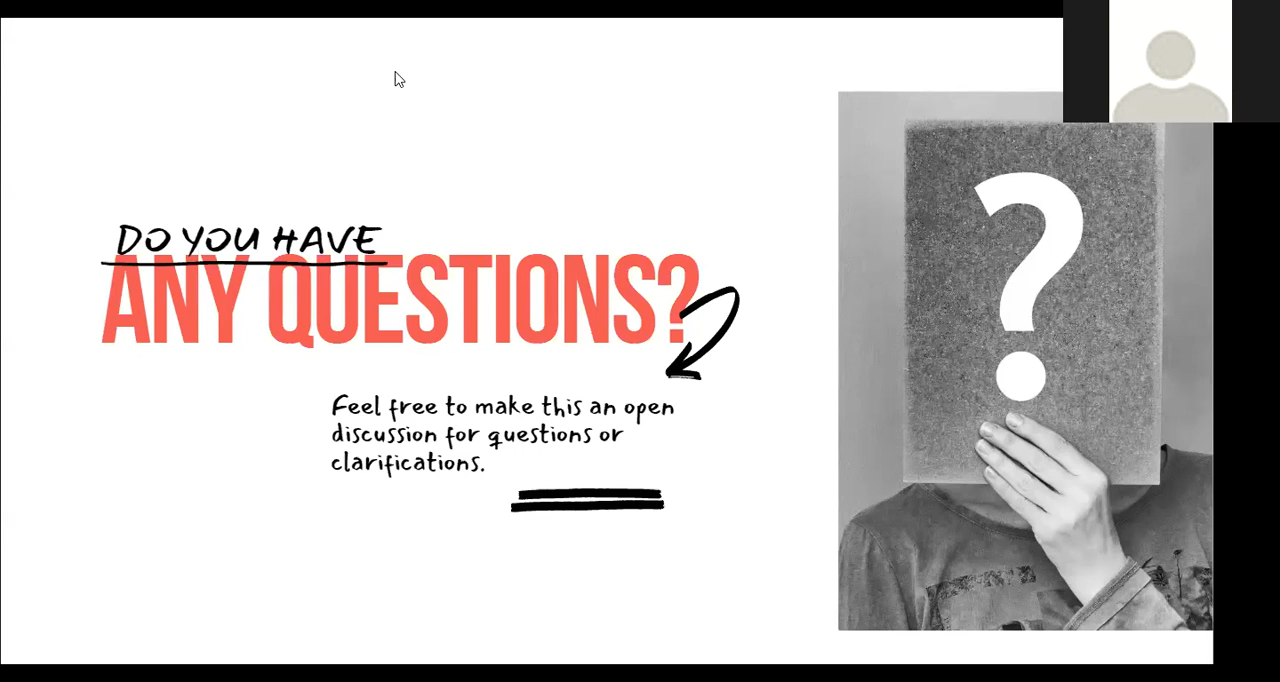 DO YOU HAVE
ANY QUESTIONS?
Feel free to make this an open
discussion for questions or
clarifications.
?